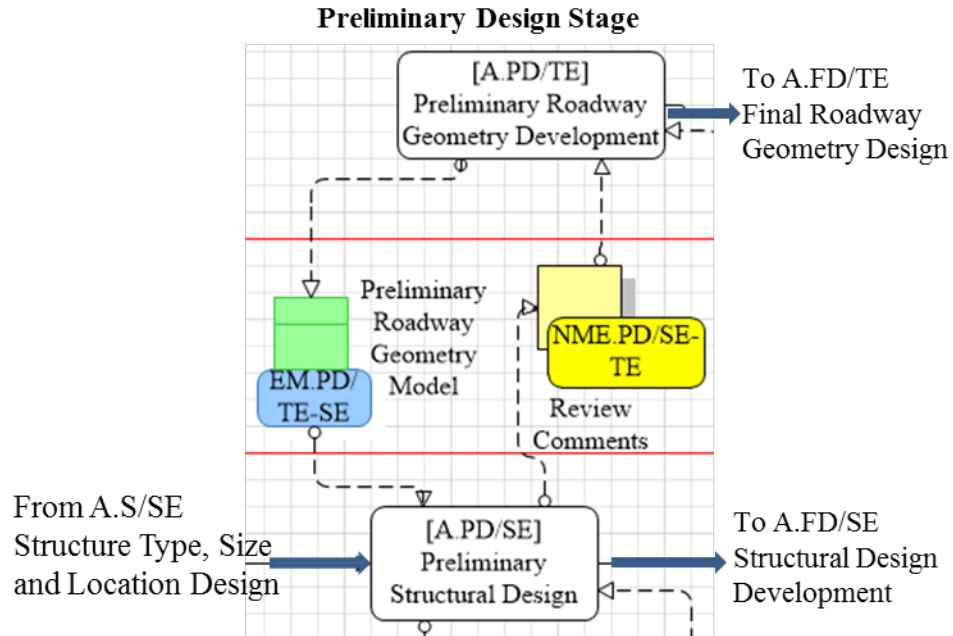 Preliminary Design Stage
[A.PD/TE]
Preliminary Roadway
Geometry Development
To A.FD/TE
Final Roadway
Geometry Design
Preliminary
Roadway
Geometry
Model
EM.PD/
TE-SE
NME.PD/SE-
TE
Review
Comments
From A.S/SE
Structure Type, Size
and Location Design
[A.PD/SE]
Preliminary
Structural Design
To A.FD/SE
Structural Design
Development